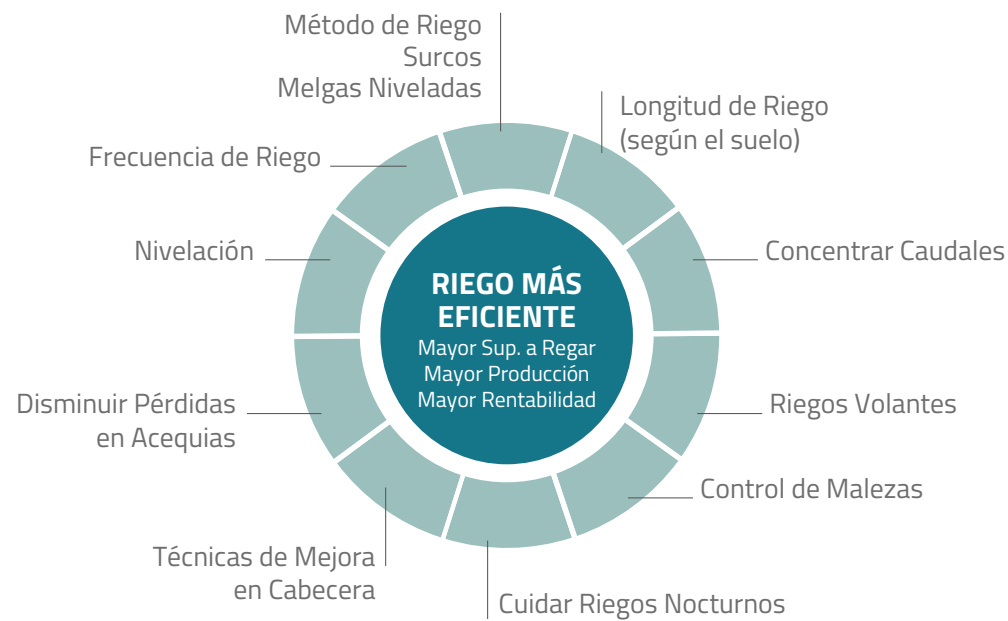 Método de Riego
Surcos
Melgas Niveladas
Longitud de Riego
(según el suelo)
Frecuencia de Riego
Nivelación
Concentrar Caudales
RIEGO MÁS
EFICIENTE
Mayor Sup. a Regar
Mayor Producción
Mayor Rentabilidad
Disminuir Pérdidas
en Acequias
Riegos Volantes
Control de Malezas
Técnicas de Mejora
en Cabecera
Cuidar Riegos Nocturnos